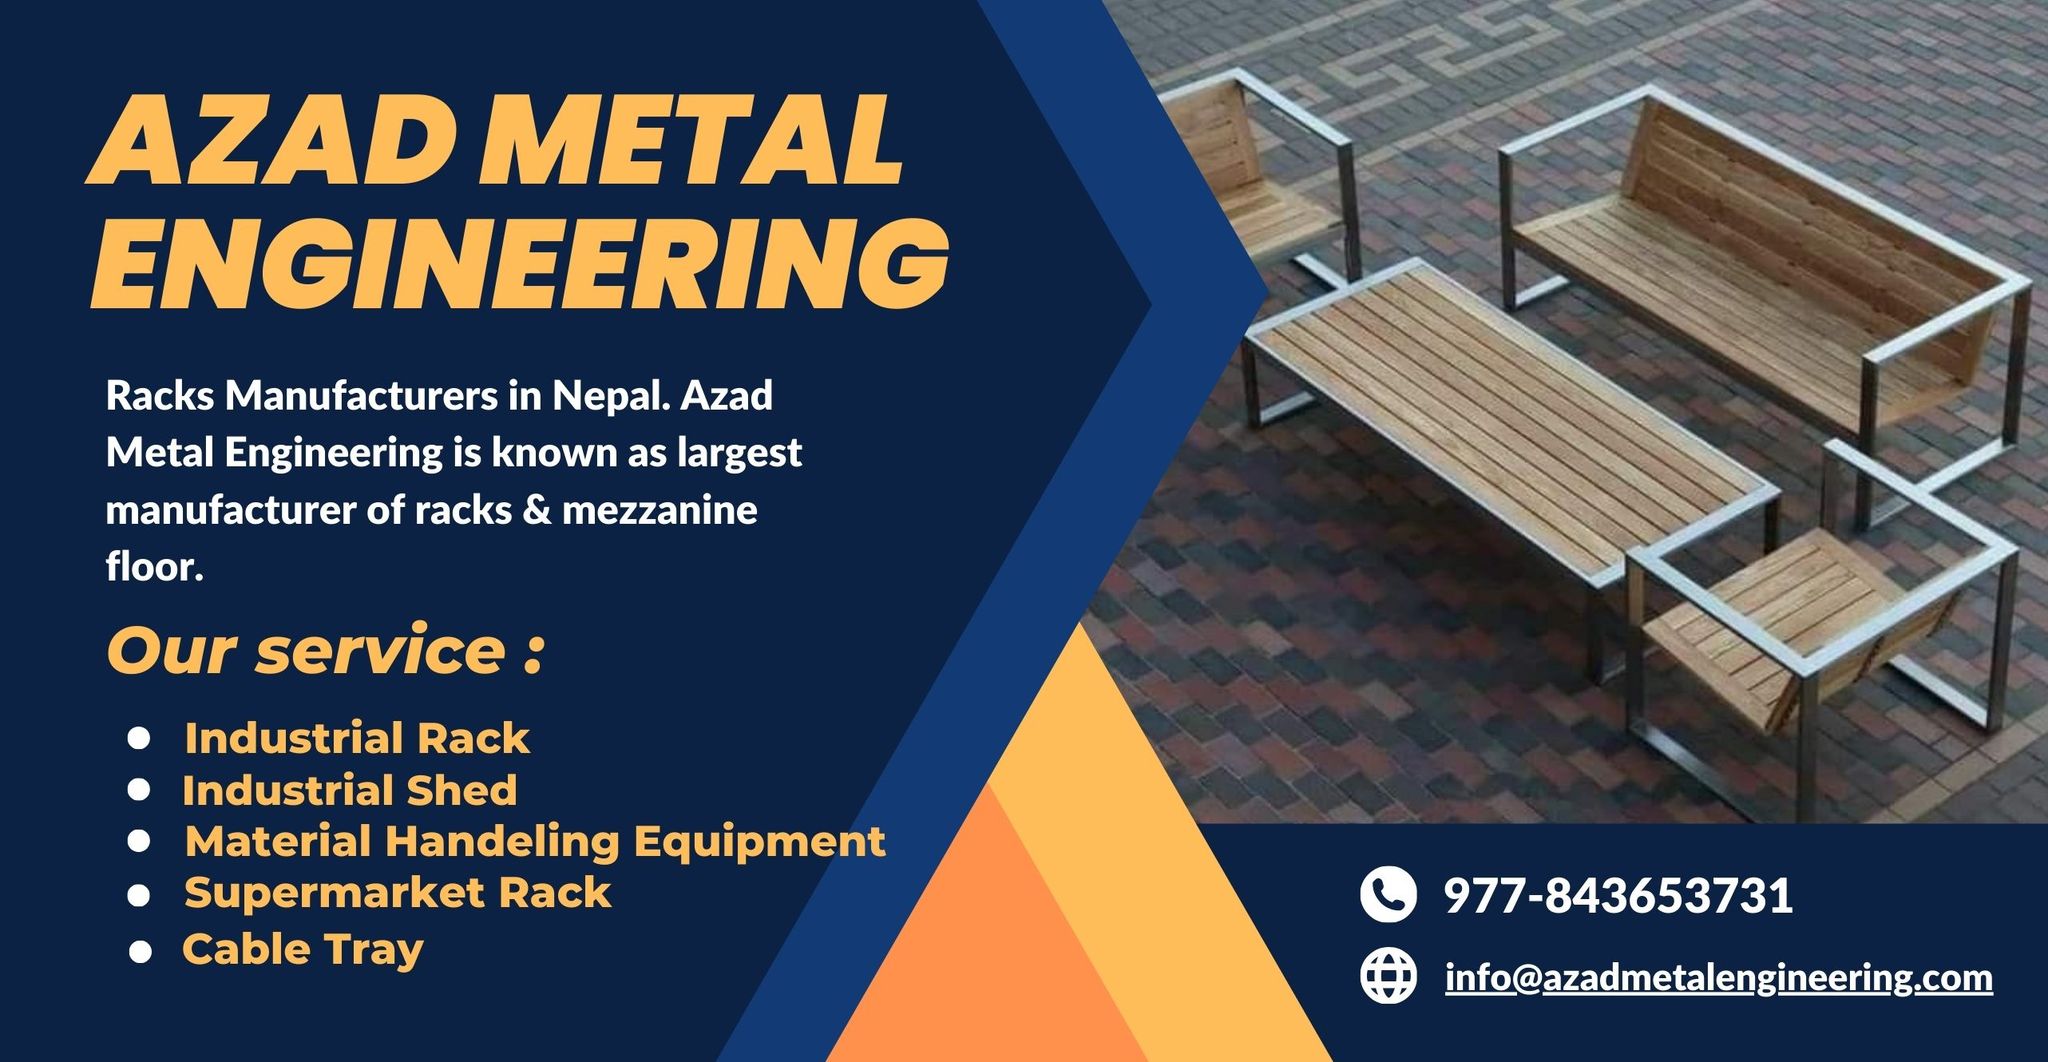 AZAD METAL
ENGINEERING
Racks Manufacturers in Nepal. Azad
Metal Engineering is known as largest
manufacturer of racks & mezzanine
floor.
Our service :
Industrial Rack
Industrial Shed
Material Handeling Equipment
Supermarket Rack
Cable Tray
977-843653731
info@azadmetalengineering.com